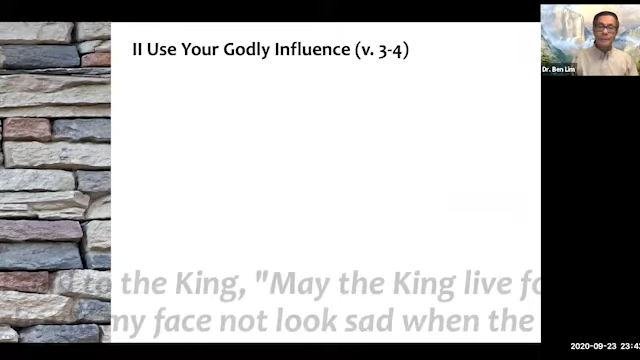 II Use Your Godly Influence (v. 3-4)
Dr. Ben Lim
to the King, "May the King live
my face not look sad when the
2020-09-23 23:4